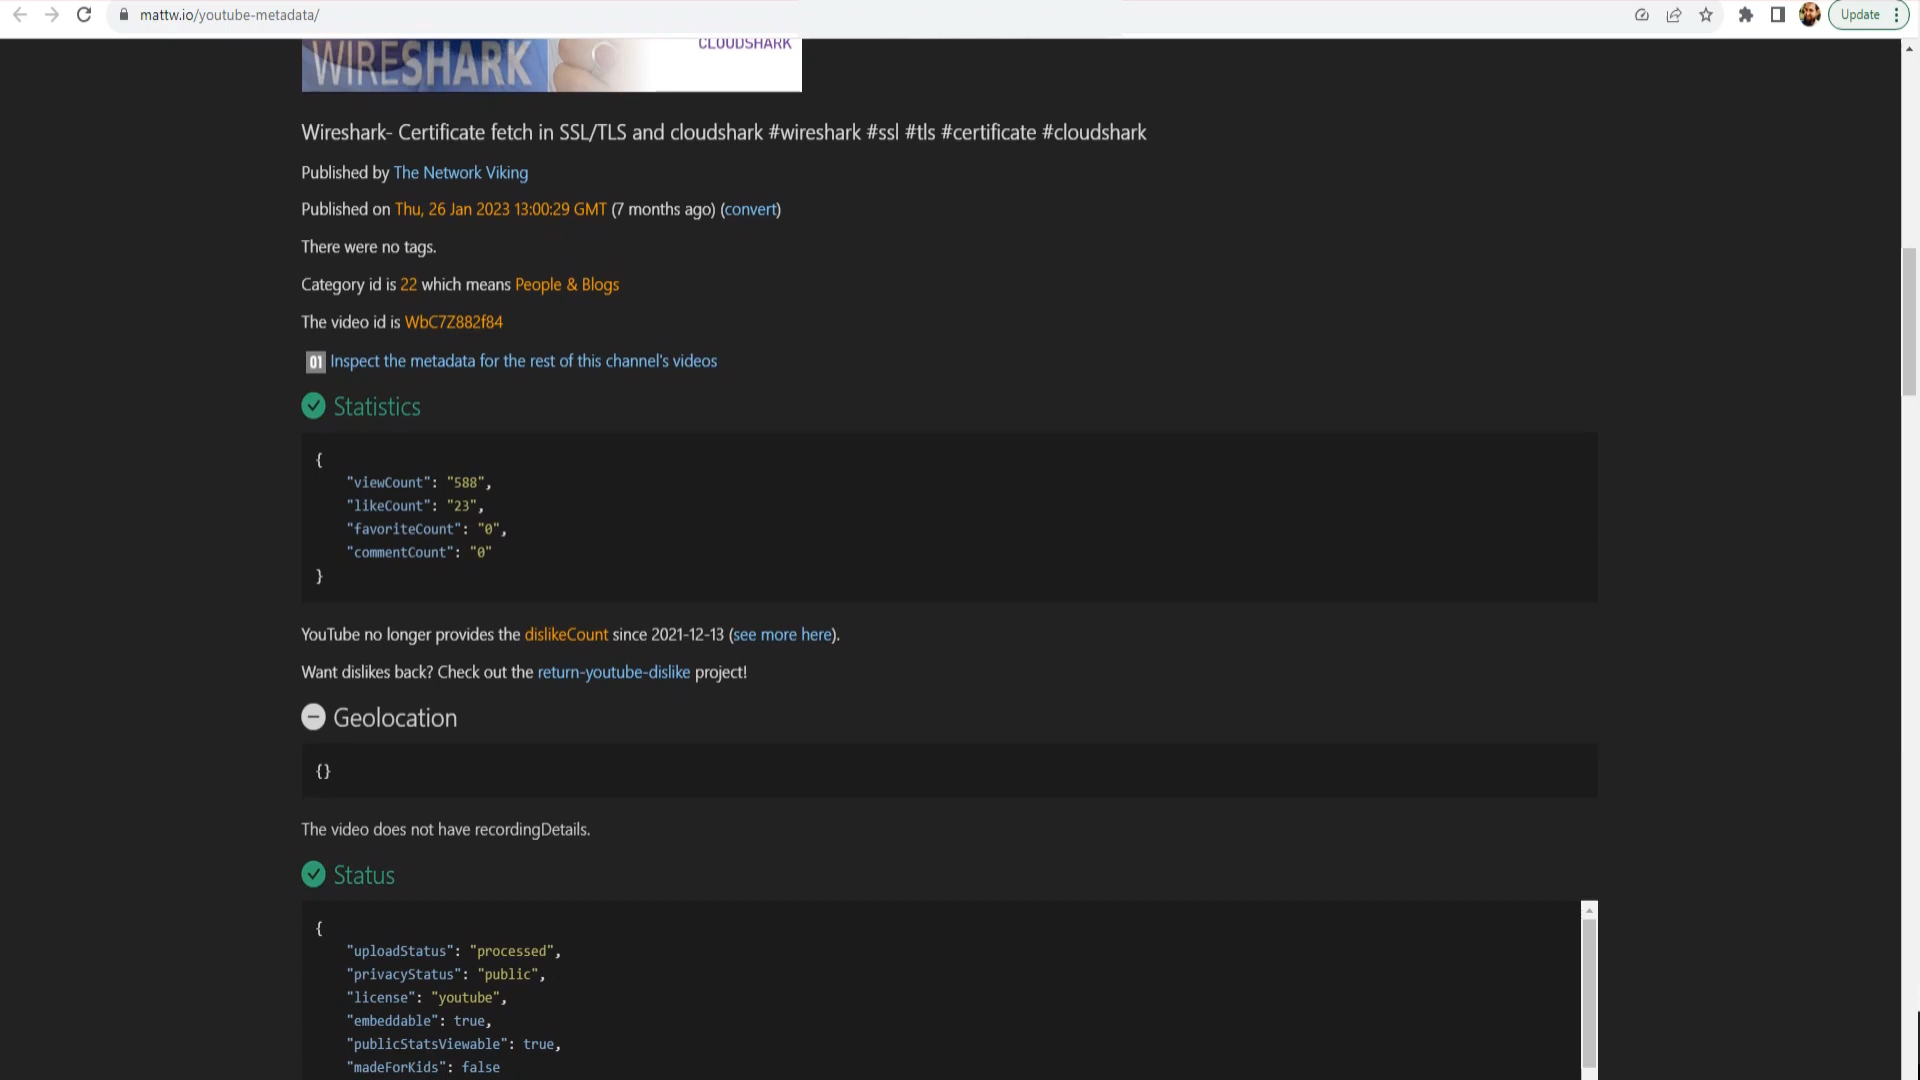 mattw.io/youtube-metadata/
Update
WIRESHARK
CLOUDSHARK
Wireshark- Certificate fetch in SSL/TLS and cloudshark #wireshark #ssl #tls #certificate #cloudshark
Published by The Network Viking
Published on Thu, 26 Jan 2023 13:00:29 GMT (7 months ago) (convert)
There were no tags.
Category id is 22 which means People & Blogs
The video id is WbC7Z882f84
01 Inspect the metadata for the rest of this channel's videos
Statistics
{
"viewCount": "588",
"likeCount": "23",
"favoriteCount": "0",
"commentCount": "0"
}
YouTube no longer provides the dislikeCount since 2021-12-13 (see more here).
Want dislikes back? Check out the return-youtube-dislike project!
Geolocation
{}
The video does not have recordingDetails.
Status
{
"uploadStatus": "processed",
"privacyStatus": "public",
"license": "youtube",
"embeddable": true,
"publicStatsViewable": true,
"madeForKids": false